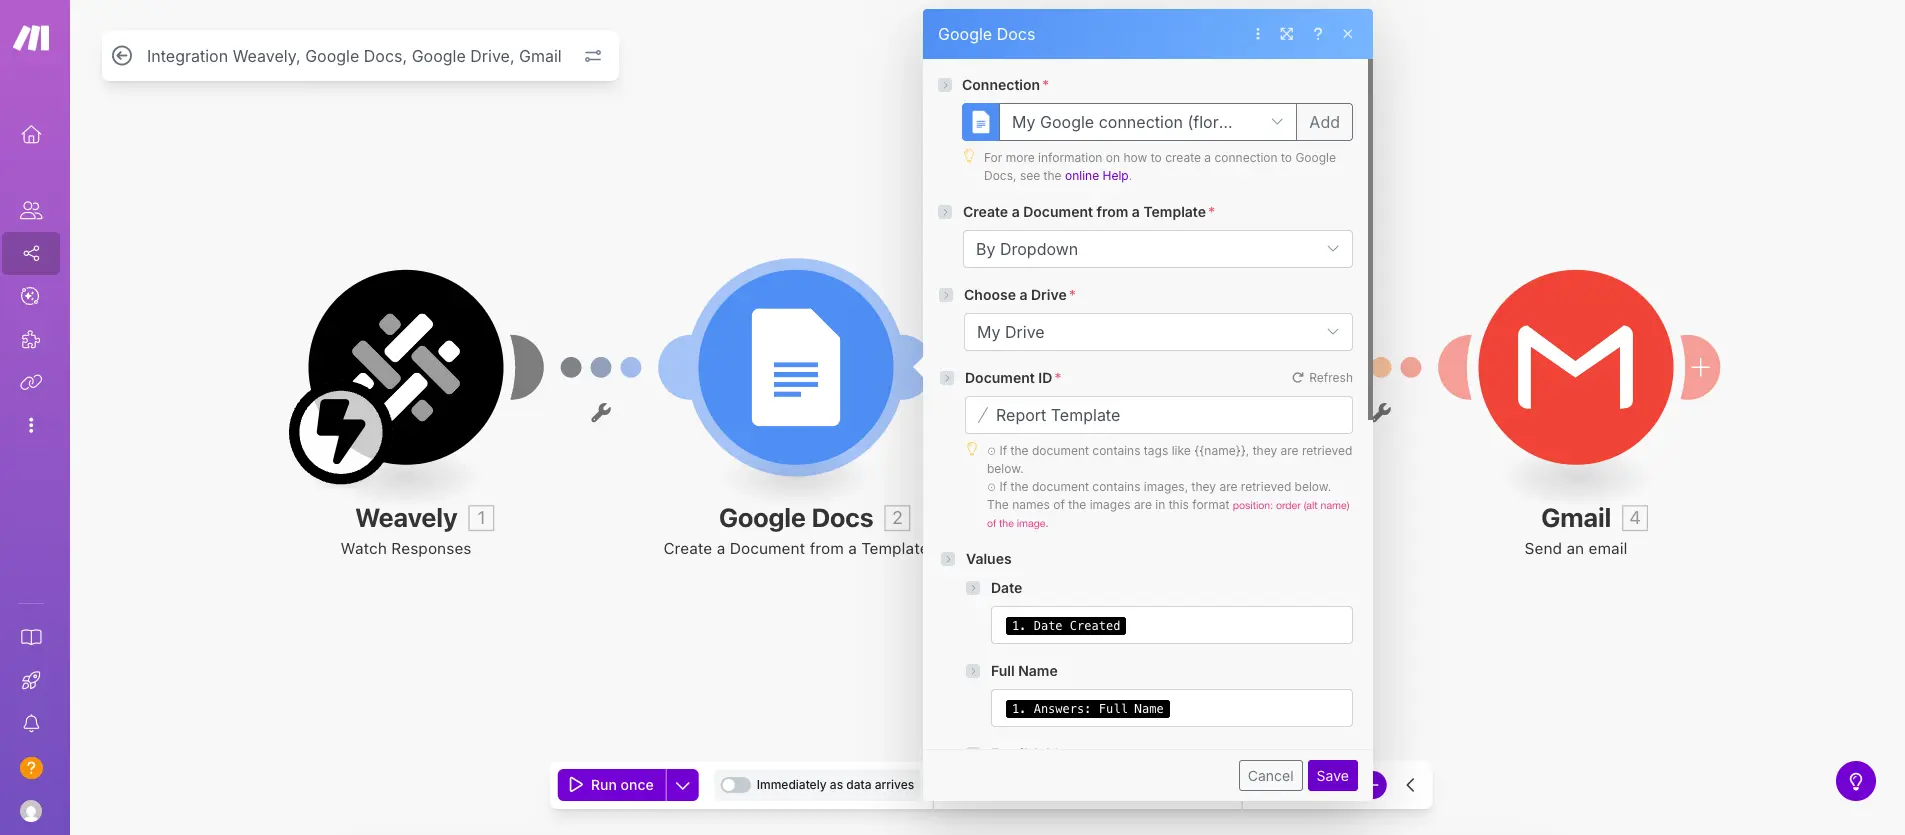 Integration Weavely, Google Docs, Google Drive, Gmail
Weavely 1
Watch Responses
Google Docs 2
Create a Document from a Template
Google Docs
?
Connection *
My Google connection (flor...
Add
For more information on how to create a connection to Google
Docs, see the online Help.
Create a Document from a Template *
By Dropdown
Choose a Drive *
My Drive
Document ID *
Refresh
/ Report Template
⊙ If the document contains tags like {{name}}, they are retrieved
below.
⊙ If the document contains images, they are retrieved below.
The names of the images are in this format position: order (alt name)
of the image.
Values
Date
1. Date Created
Full Name
1. Answers: Full Name
Cancel
Save
Gmail 4
Send an email
Run once
Immediately as data arrives
?